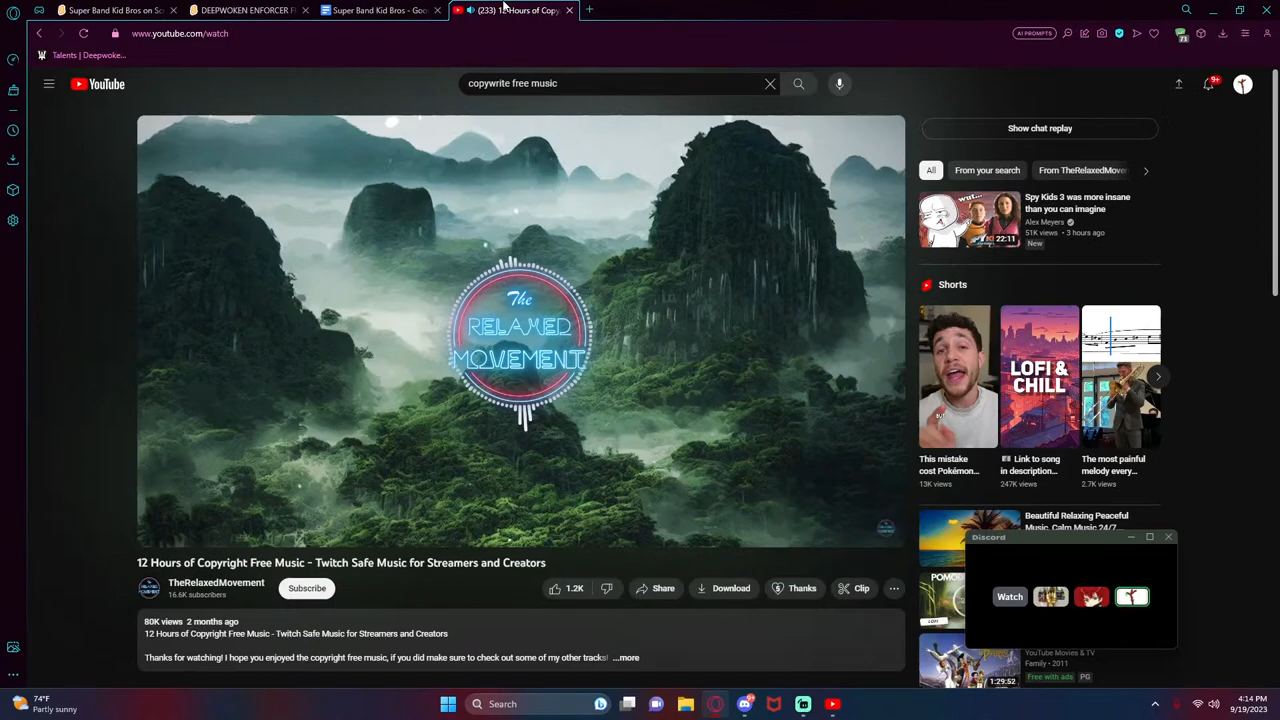 Super Band Kid Bros on Sc
DEEPWOKEN ENFORCER F
Super Band Kid Bros - Goo
(233) 12 Hours of Copy
www.youtube.com/watch
AI PROMPTS
71
Talents | Deepwoke...
YouTube
copywrite free music
9+
The
RELAXED
MOVEMENT
Show chat replay
All
From your search
From TheRelaxedMove
wut...
22:11
Spy Kids 3 was more insane
than you can imagine
Alex Meyers
51K views • 3 hours ago
New
Shorts
BUT
LOFI &
CHILL
This mistake
cost Pokémon...
13K views
Link to song
in description...
247K views
The most painful
melody every...
2.7K views
Beautiful Relaxing Peaceful
Music, Calm Music 24/7
Discord
Watch
POMO
LOFI
12 Hours of Copyright Free Music - Twitch Safe Music for Streamers and Creators
TheRelaxedMovement
16.6K subscribers
Subscribe
1.2K
Share
Download
Thanks
Clip
80K views 2 months ago
12 Hours of Copyright Free Music - Twitch Safe Music for Streamers and Creators
Thanks for watching! I hope you enjoyed the copyright free music, if you did make sure to check out some of my other tracks! ...more
1:29:52
YouTube Movies & TV
Family • 2011
Free with ads
PG
74°F
Partly sunny
Search
9+
4:14 PM
9/19/2023